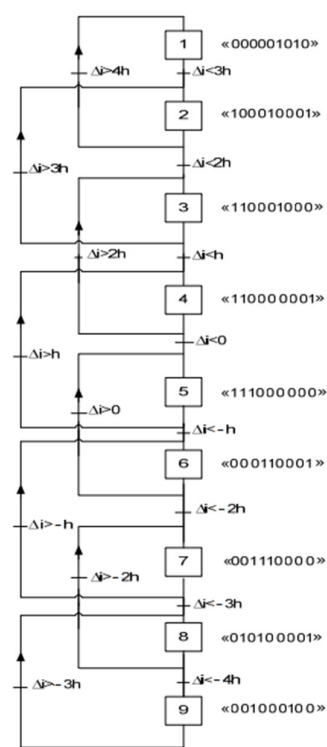 1 «000001010»
Δi>4h Δi<3h
2 «100010001»
Δi>3h Δi<2h
3 «110001000»
Δi>2h Δi<h
4 «110000001»
Δi>h Δi<0
5 «111000000»
Δi>0 Δi<-h
6 «000110001»
Δi>-h Δi<-2h
7 «001110000»
Δi>-2h Δi<-3h
8 «010100001»
Δi>-3h Δi<-4h
9 «001000100»